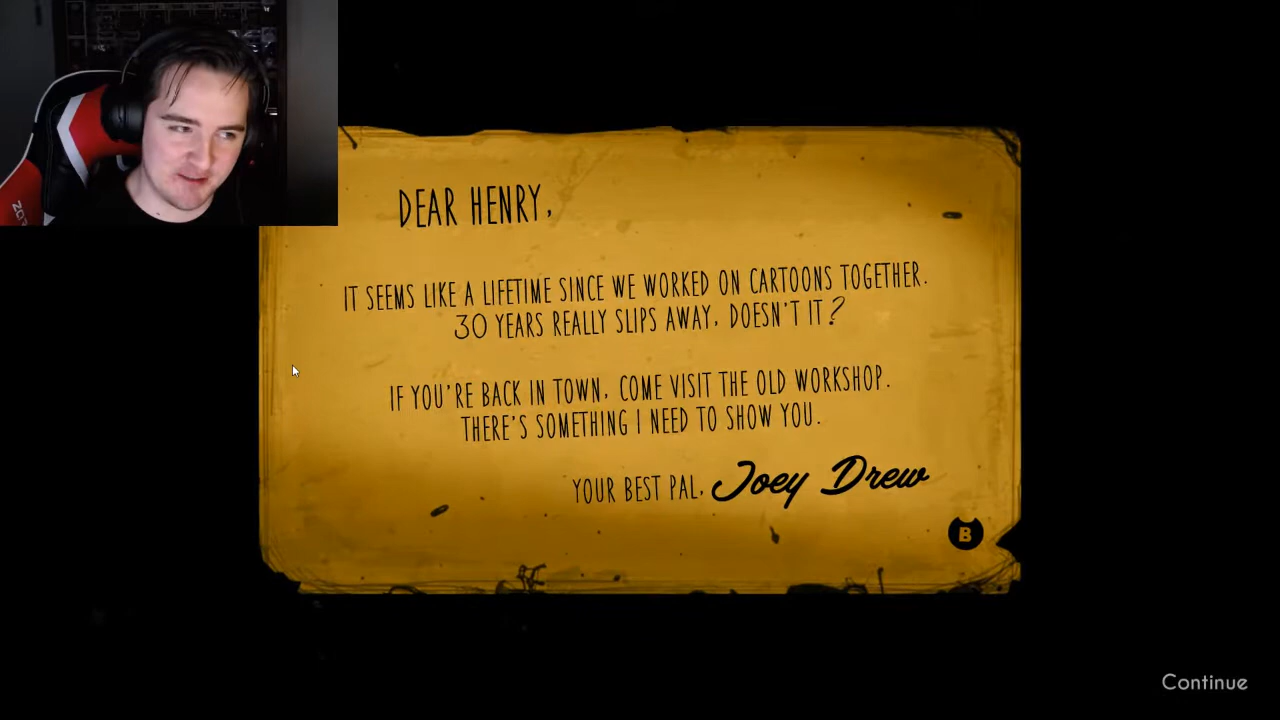 DEAR HENRY,
IT SEEMS LIKE A LIFETIME SINCE WE WORKED ON CARTOONS TOGETHER.
30 YEARS REALLY SLIPS AWAY, DOESN'T IT?
IF YOU'RE BACK IN TOWN, COME VISIT THE OLD WORKSHOP.
THERE'S SOMETHING I NEED TO SHOW YOU.
YOUR BEST PAL, Joey Drew
B
Continue